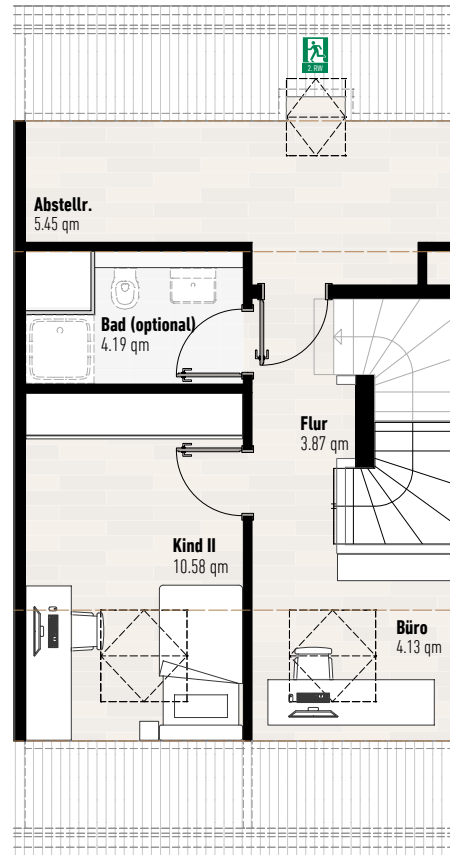 2. RW
Abstellr.
5.45 qm
Bad (optional)
4.19 qm
Flur
3.87 qm
Kind II
10.58 qm
Büro
4.13 qm